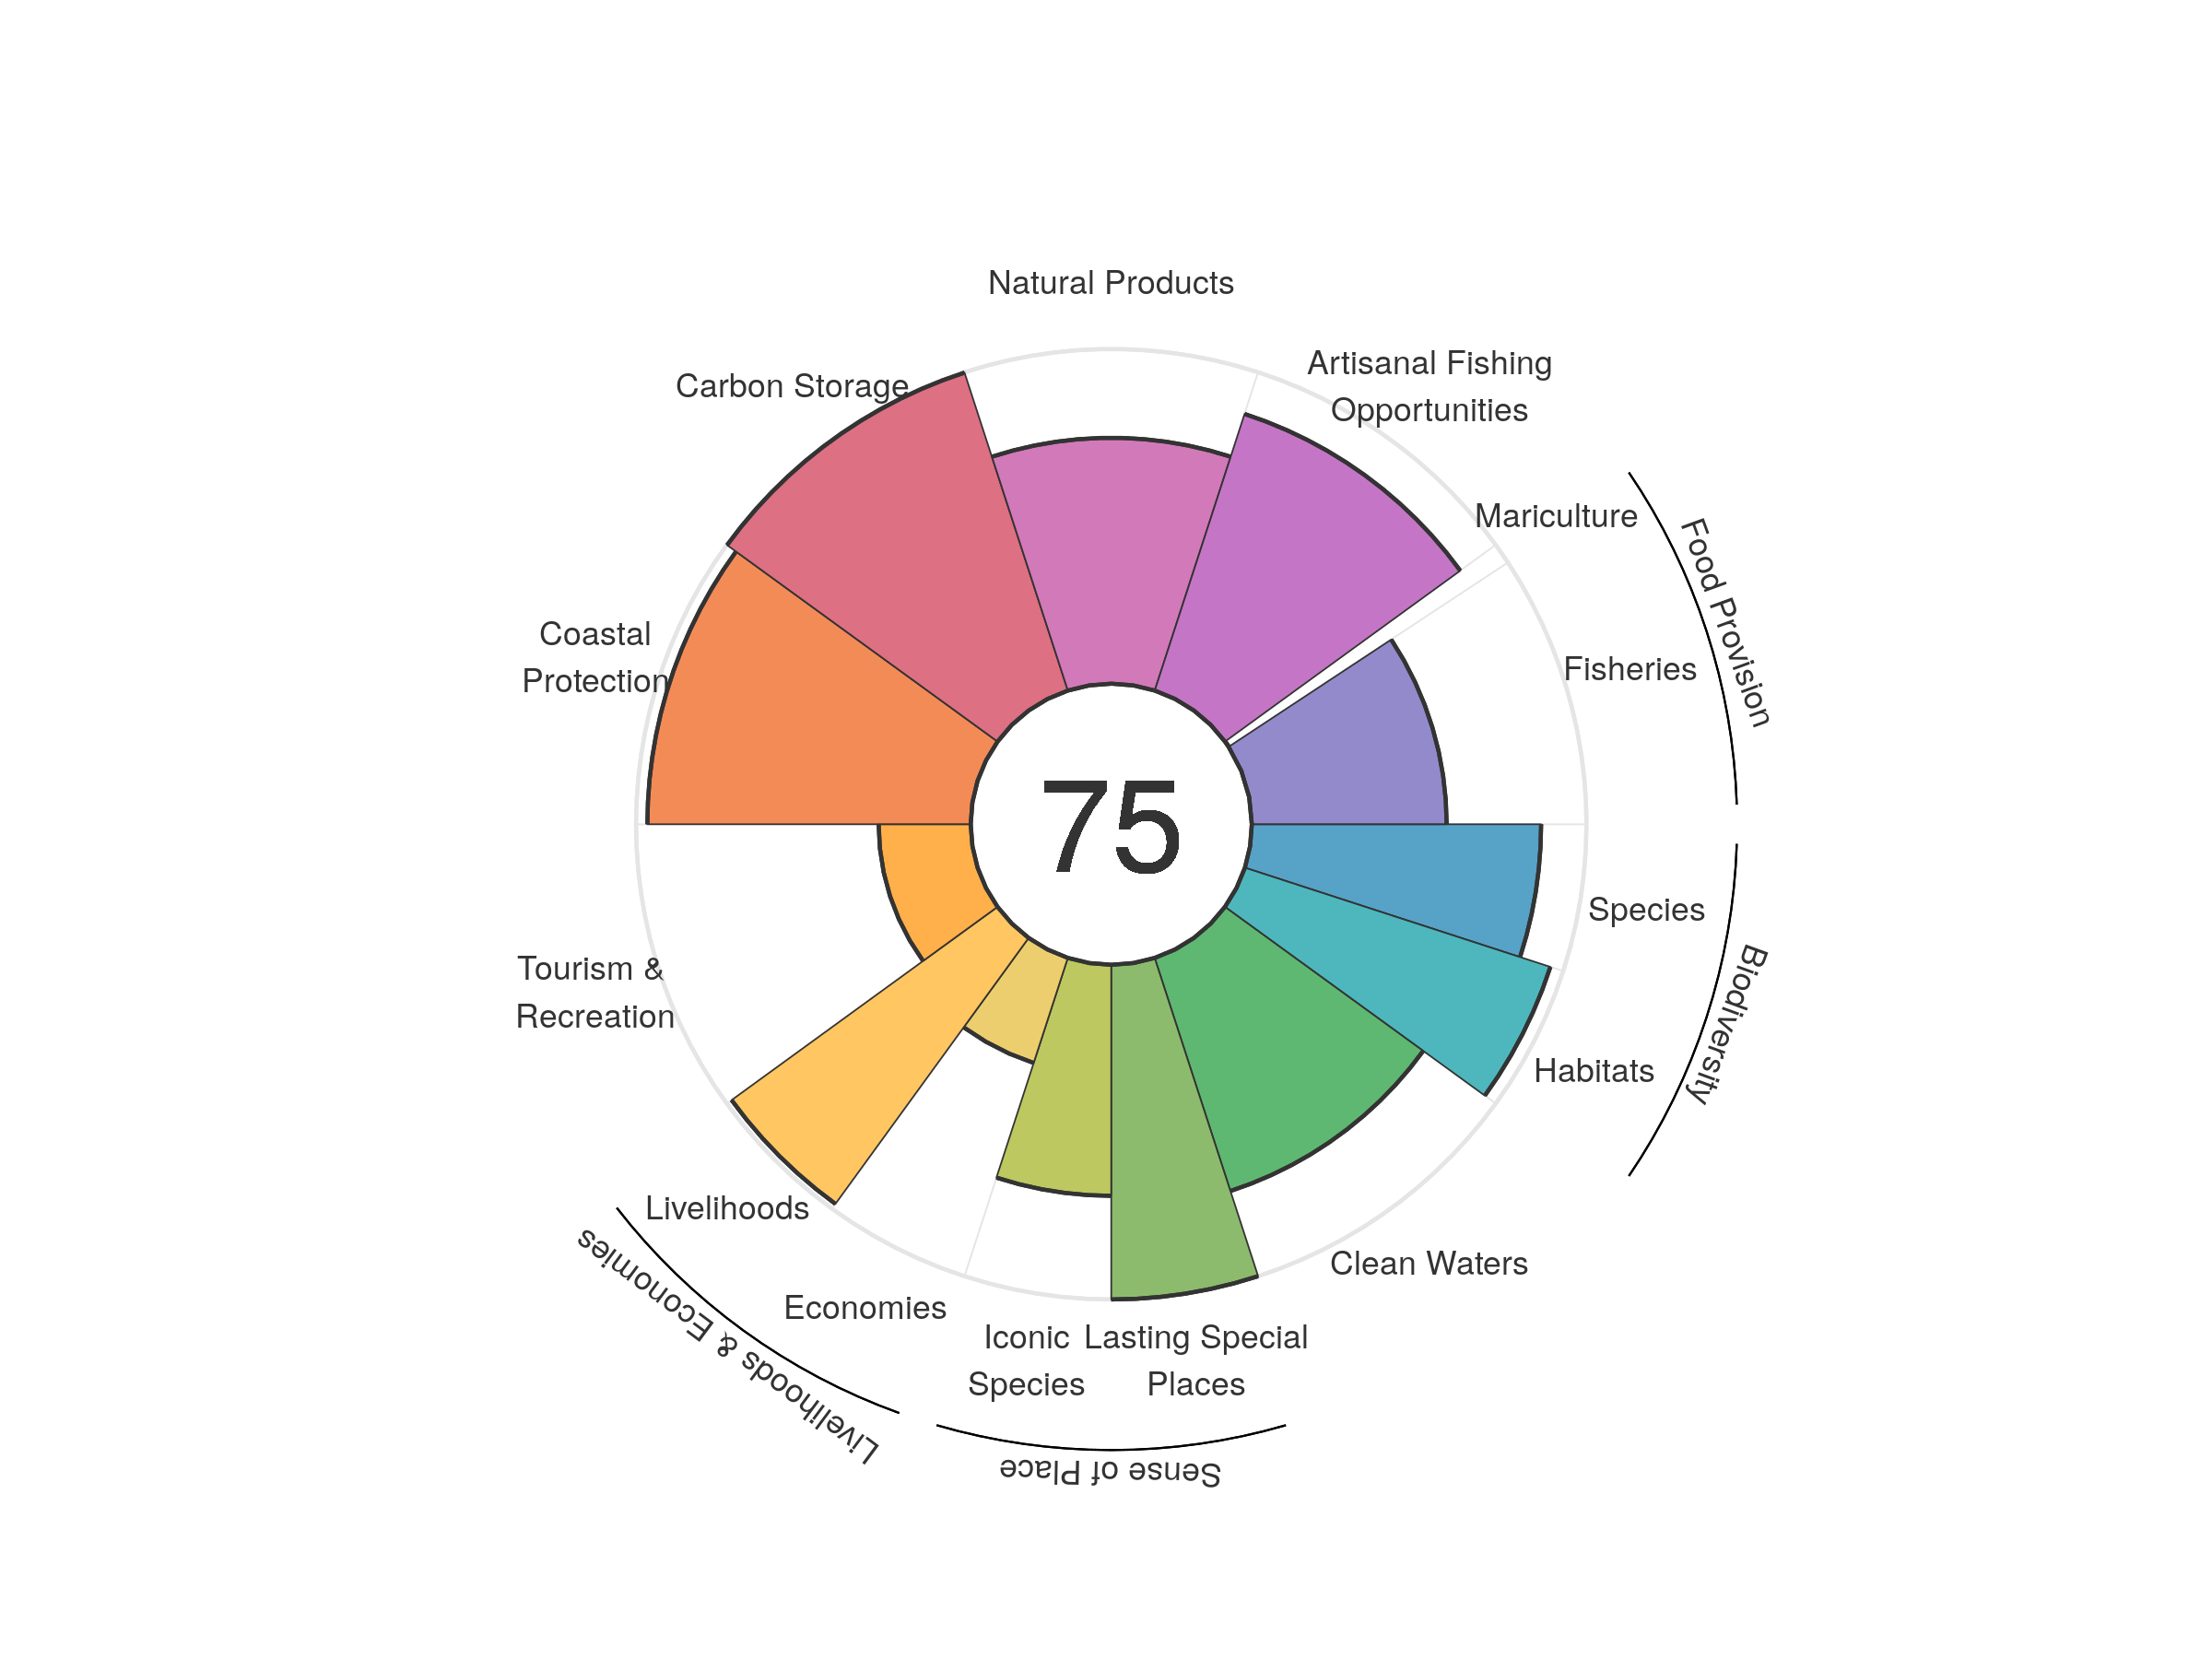 Natural Products
Carbon Storage
Artisanal Fishing
Opportunities
Mariculture
Food Provision
Fisheries
Coastal
Protection
75
Species
Biodiversity
Habitats
Tourism &
Recreation
Livelihoods
Livelihoods & Economies
Clean Waters
Economies
Iconic
Species
Lasting Special
Places
Sense of Place